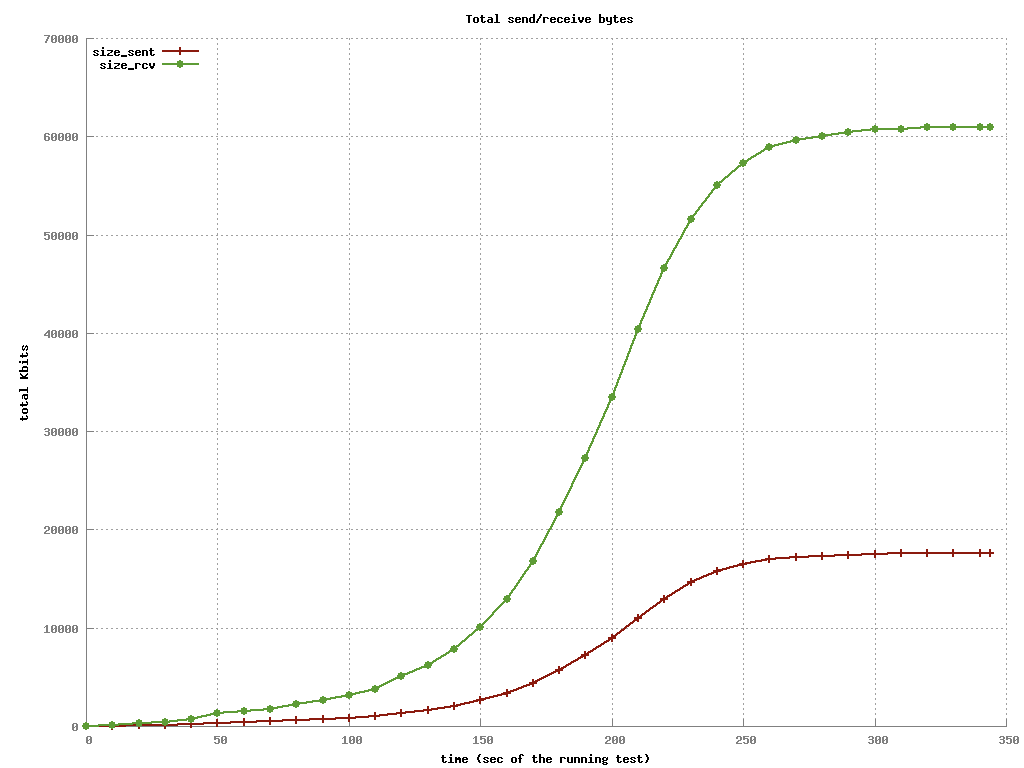 Total send/receive bytes
70000
size_sent
size_rcv
60000
50000
40000
total Kbits
30000
20000
10000
0
0 50 100 150 200 250 300 350
time (sec of the running test)